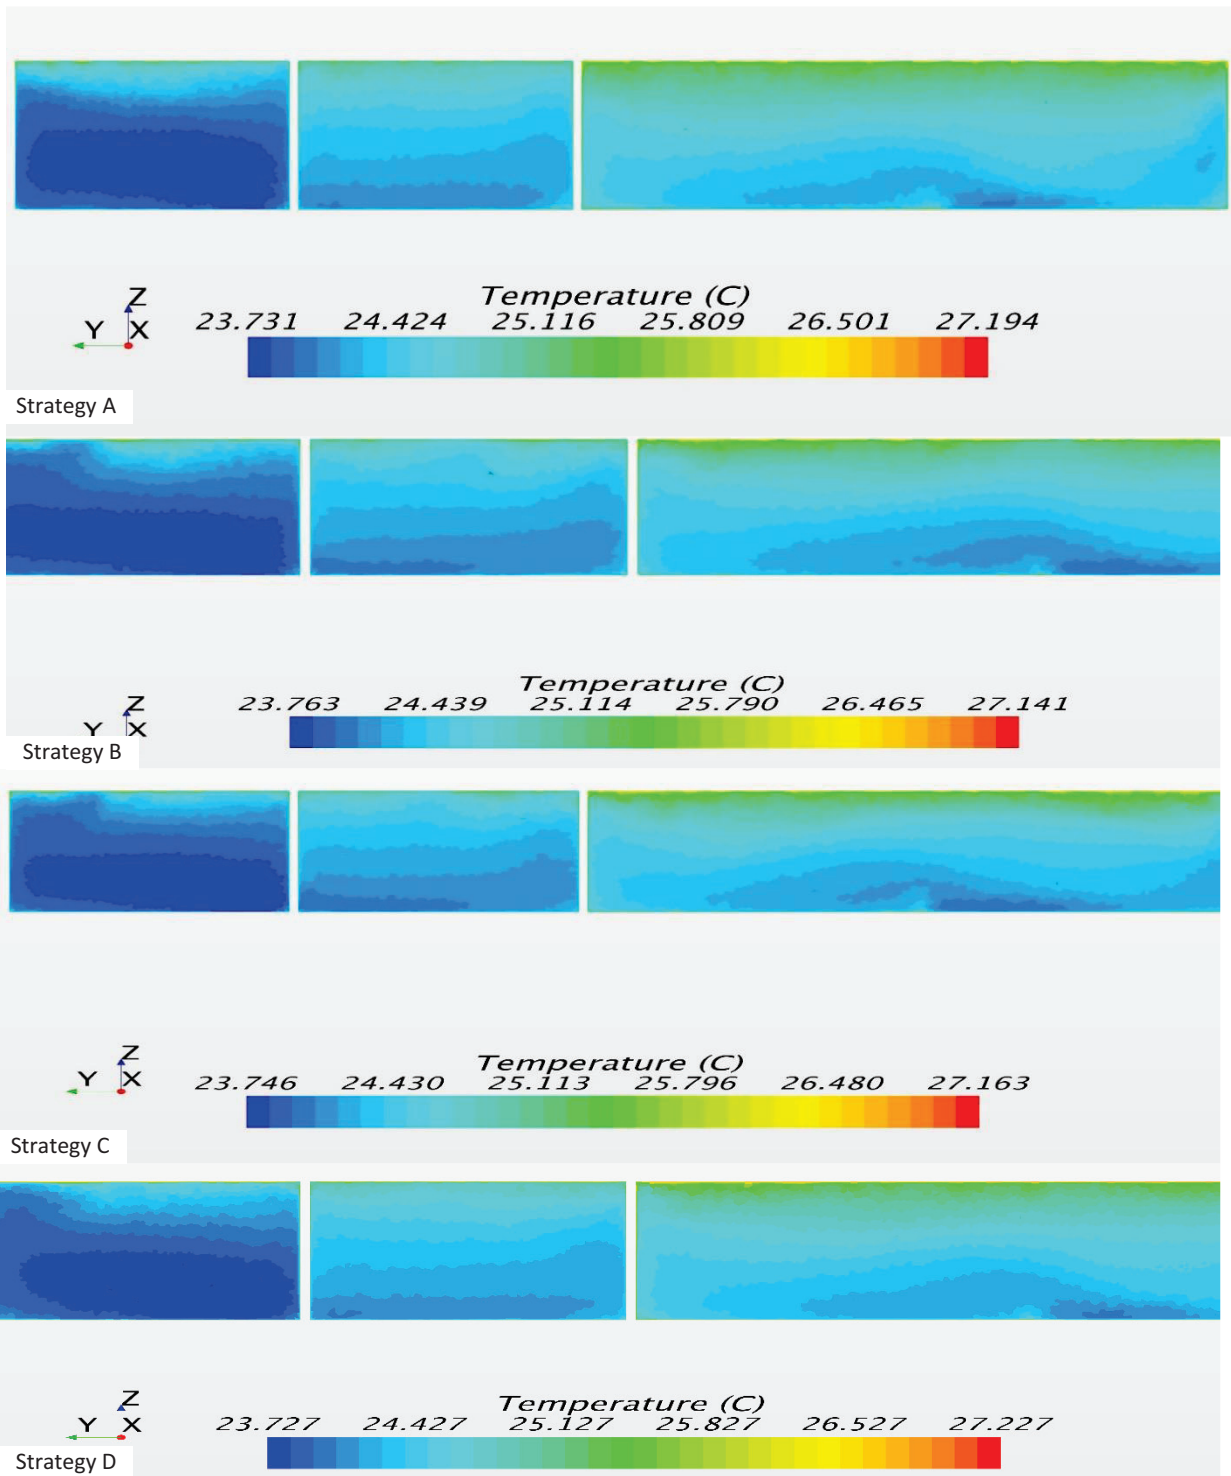 Temperature (C)
Z
Y X
23.731 24.424 25.116 25.809 26.501 27.194
Strategy A
Temperature (C)
Z
23.763 24.439 25.114 25.790 26.465 27.141
Y X
Strategy B
Temperature (C)
Z
Y X
23.746 24.430 25.113 25.796 26.480 27.163
Strategy C
Temperature (C)
Z
Y X
23.727 24.427 25.127 25.827 26.527 27.227
Strategy D